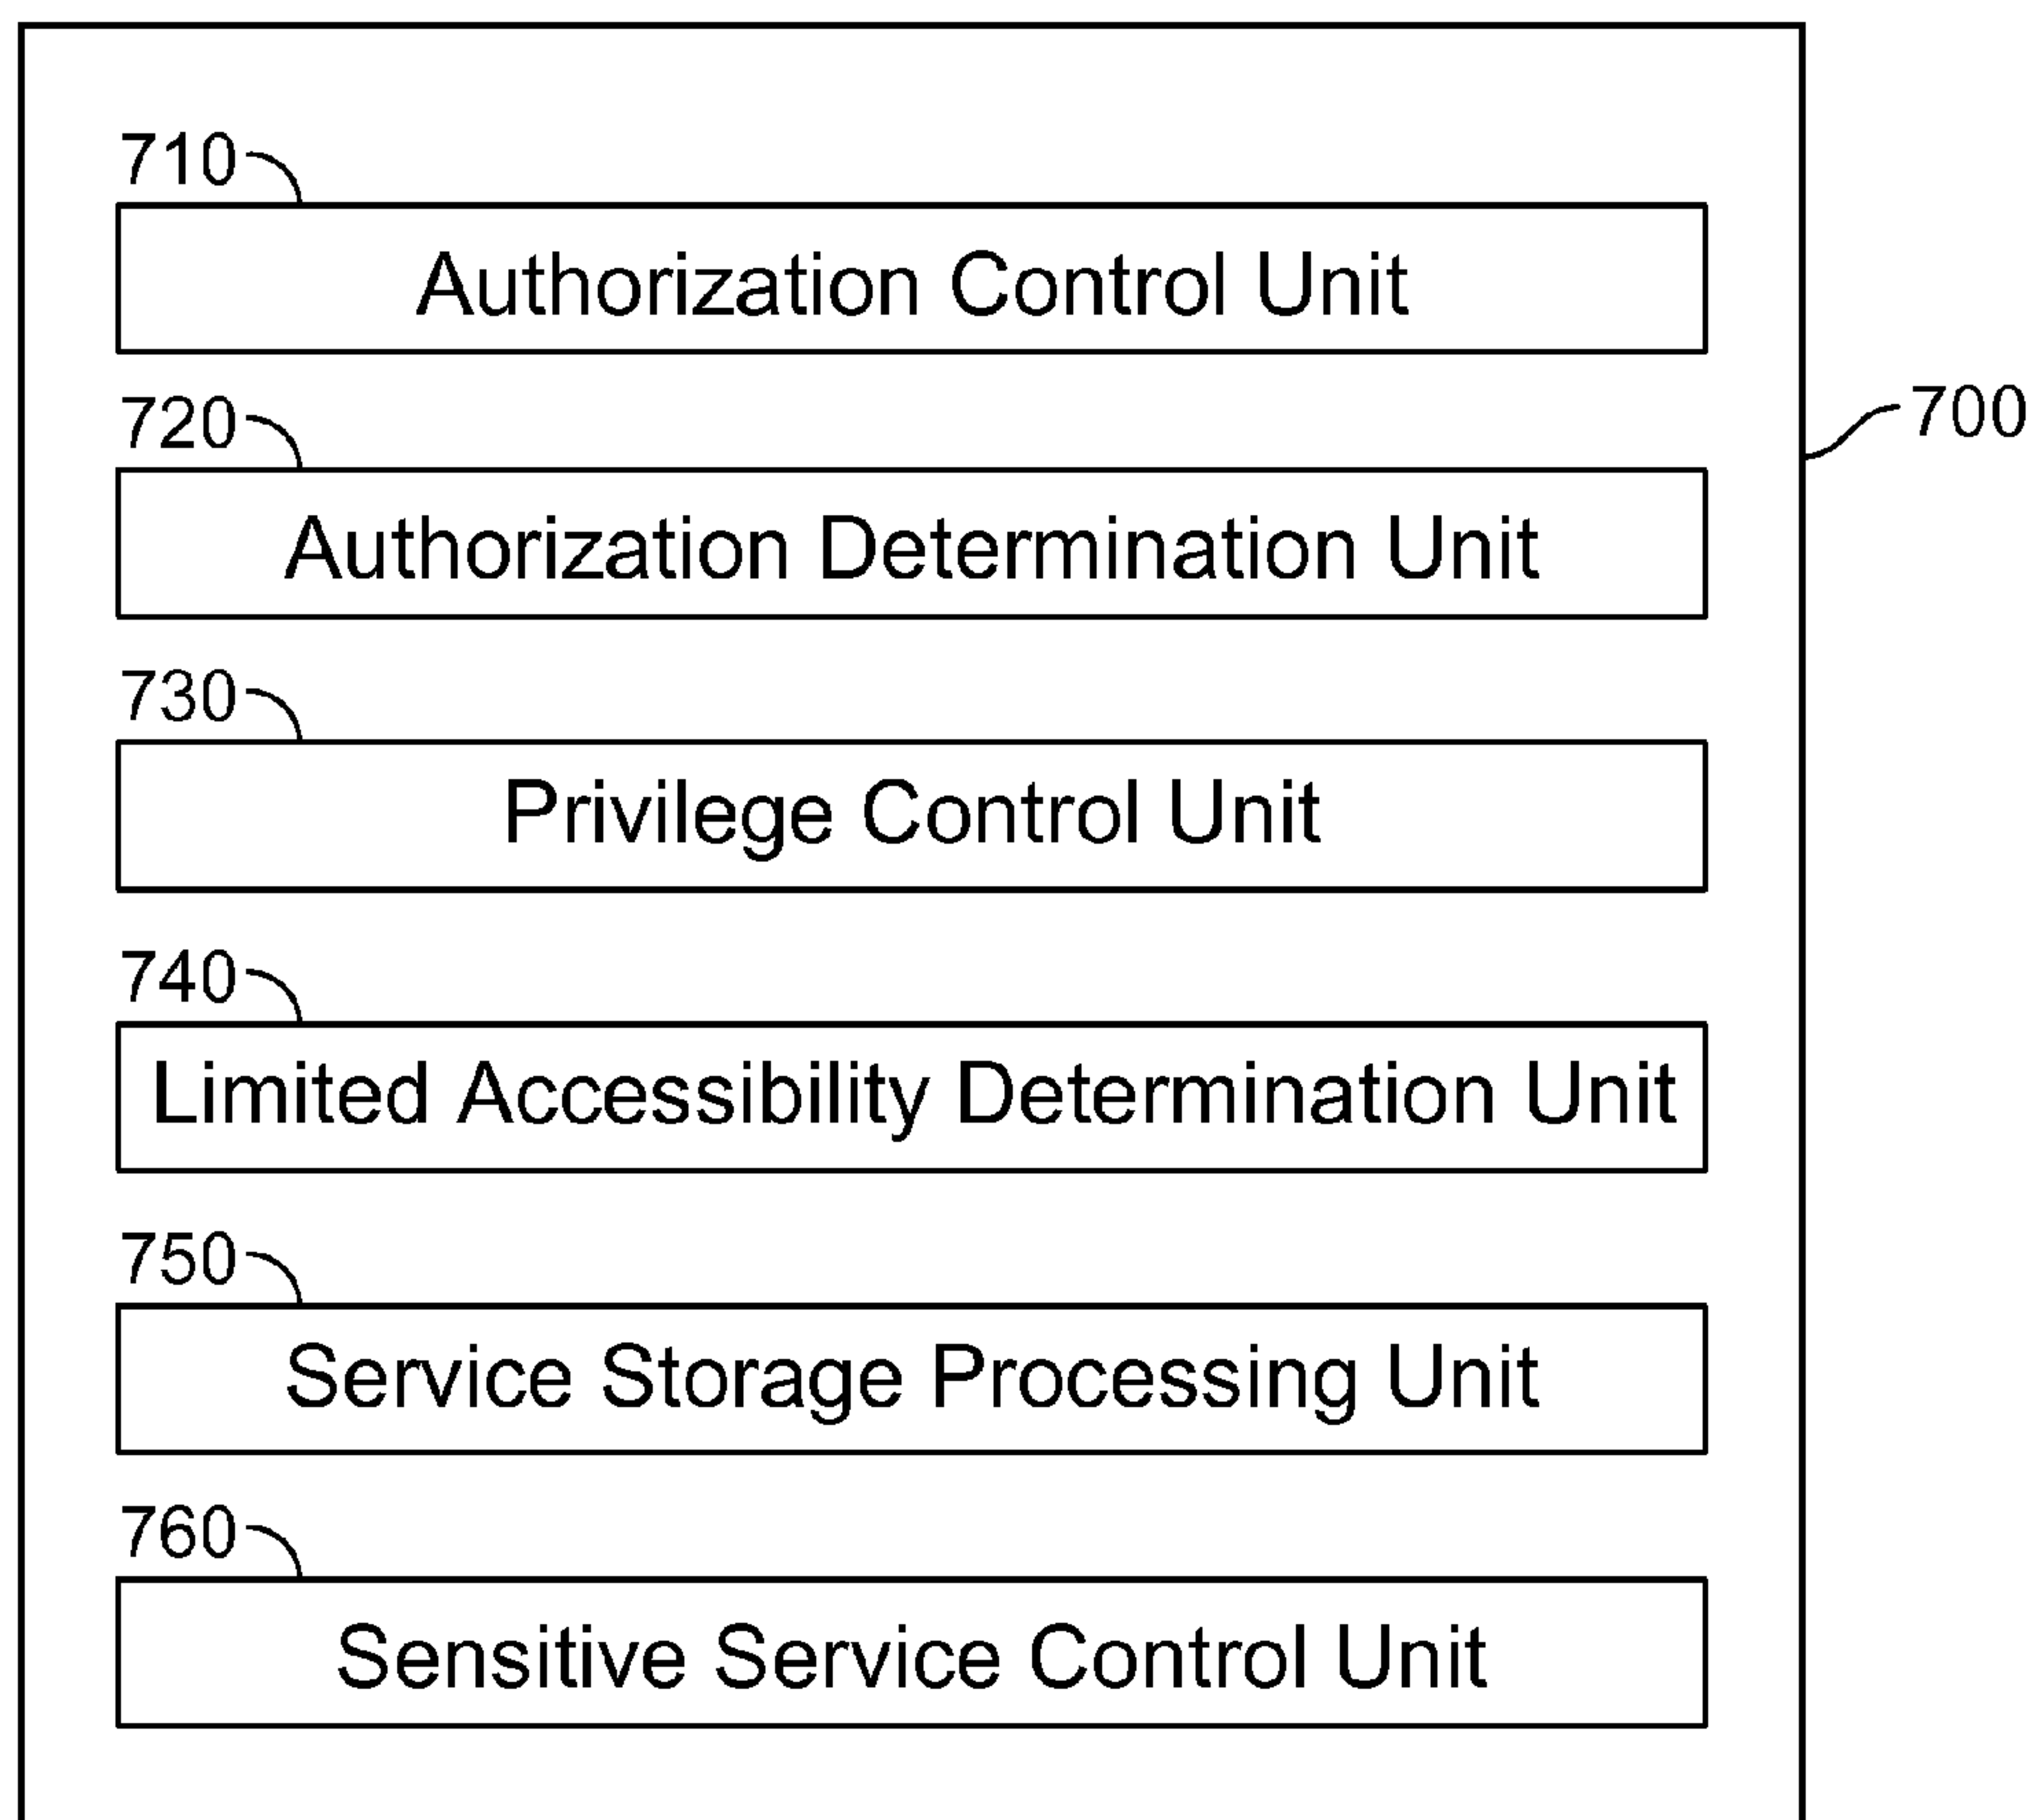 710
Authorization Control Unit
720
700
Authorization Determination Unit
730
Privilege Control Unit
740
Limited Accessibility Determination Unit
750
Service Storage Processing Unit
760
Sensitive Service Control Unit